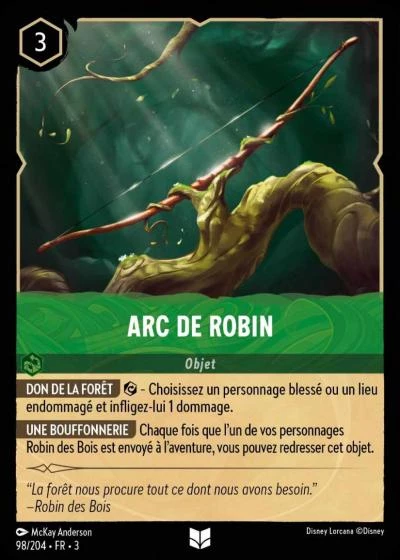 3
ARC DE ROBIN
Objet
DON DE LA FORÊT - Choisissez un personnage blessé ou un lieu
endommagé et infligez-lui 1 dommage.
UNE BOUFFONNERIE Chaque fois que l'un de vos personnages
Robin des Bois est envoyé à l'aventure, vous pouvez redresser cet objet.
“La forêt nous procure tout ce dont nous avons besoin.”
–Robin des Bois
McKay Anderson
98/204 • FR • 3
Disney Lorcana ©Disney